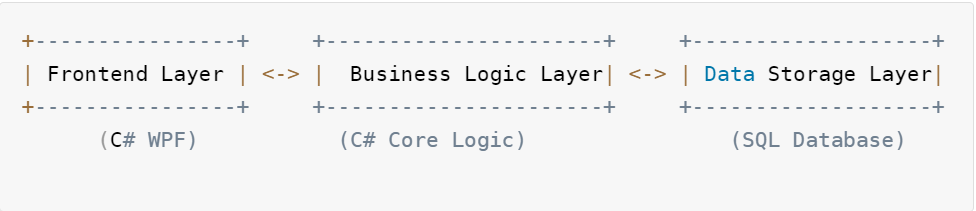 +----------------+     +-----------------------+     +-------------------+
| Frontend Layer | <-> |  Business Logic Layer| <-> | Data Storage Layer|
+----------------+     +-----------------------+     +-------------------+
      (C# WPF)           (C# Core Logic)                 (SQL Database)